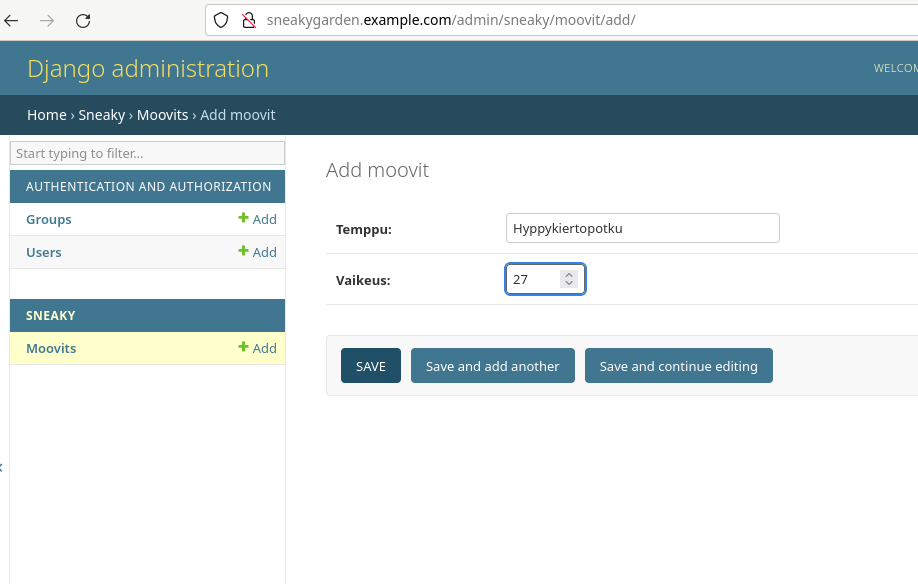 sneakygarden.example.com/admin/sneaky/moovit/add/
Django administration
WELCOM
Home › Sneaky › Moovits › Add moovit
Start typing to filter...
AUTHENTICATION AND AUTHORIZATION
Groups + Add
Users + Add
SNEAKY
Moovits + Add
Add moovit
Temppu: Hyppykiertopotku
Vaikeus: 27
SAVE Save and add another Save and continue editing